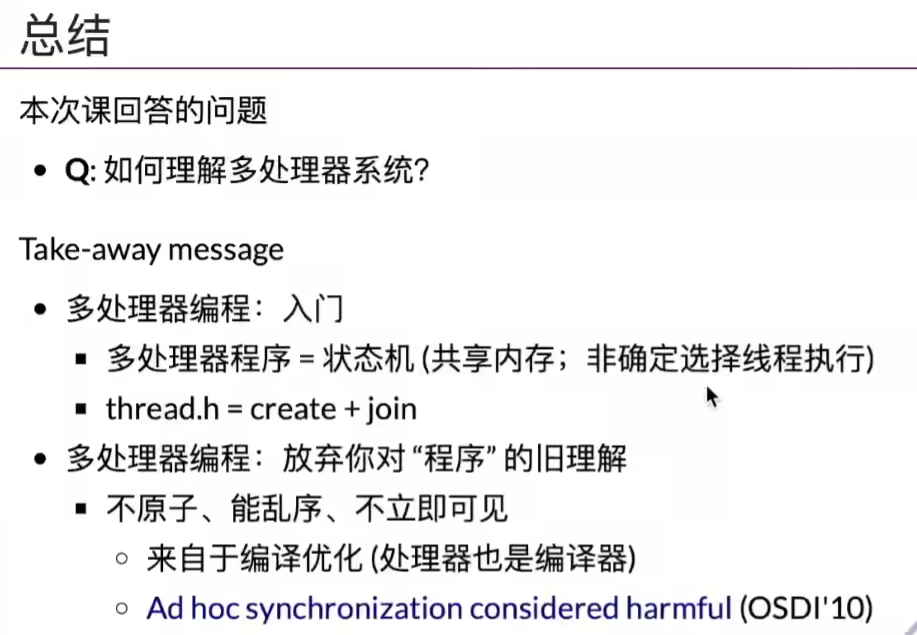 总结
本次课回答的问题
• Q: 如何理解多处理器系统?
Take-away message
• 多处理器编程：入门
▪ 多处理器程序 = 状态机 (共享内存；非确定选择线程执行)
▪ thread.h = create + join
• 多处理器编程：放弃你对 “程序” 的旧理解
▪ 不原子、能乱序、不立即可见
◦ 来自于编译优化 (处理器也是编译器)
◦ Ad hoc synchronization considered harmful (OSDI'10)